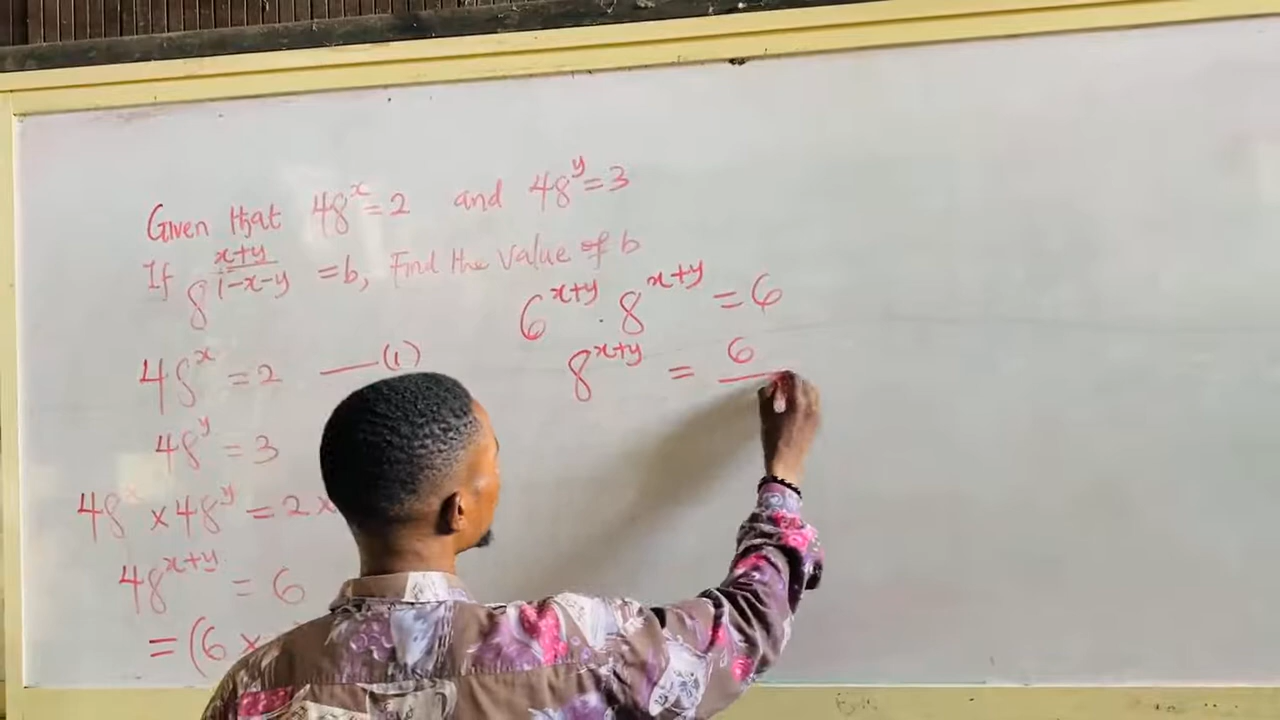 Given that 48^x = 2 and 48^y = 3
If 8^((x+y)/(1-x-y)) = b, Find the value of b
48^x = 2 —(1)
48^y = 3
48^x × 48^y = 2 ×
48^(x+y) = 6
= (6 ×
6^(x+y) · 8^(x+y) = 6
8^(x+y) = 6/